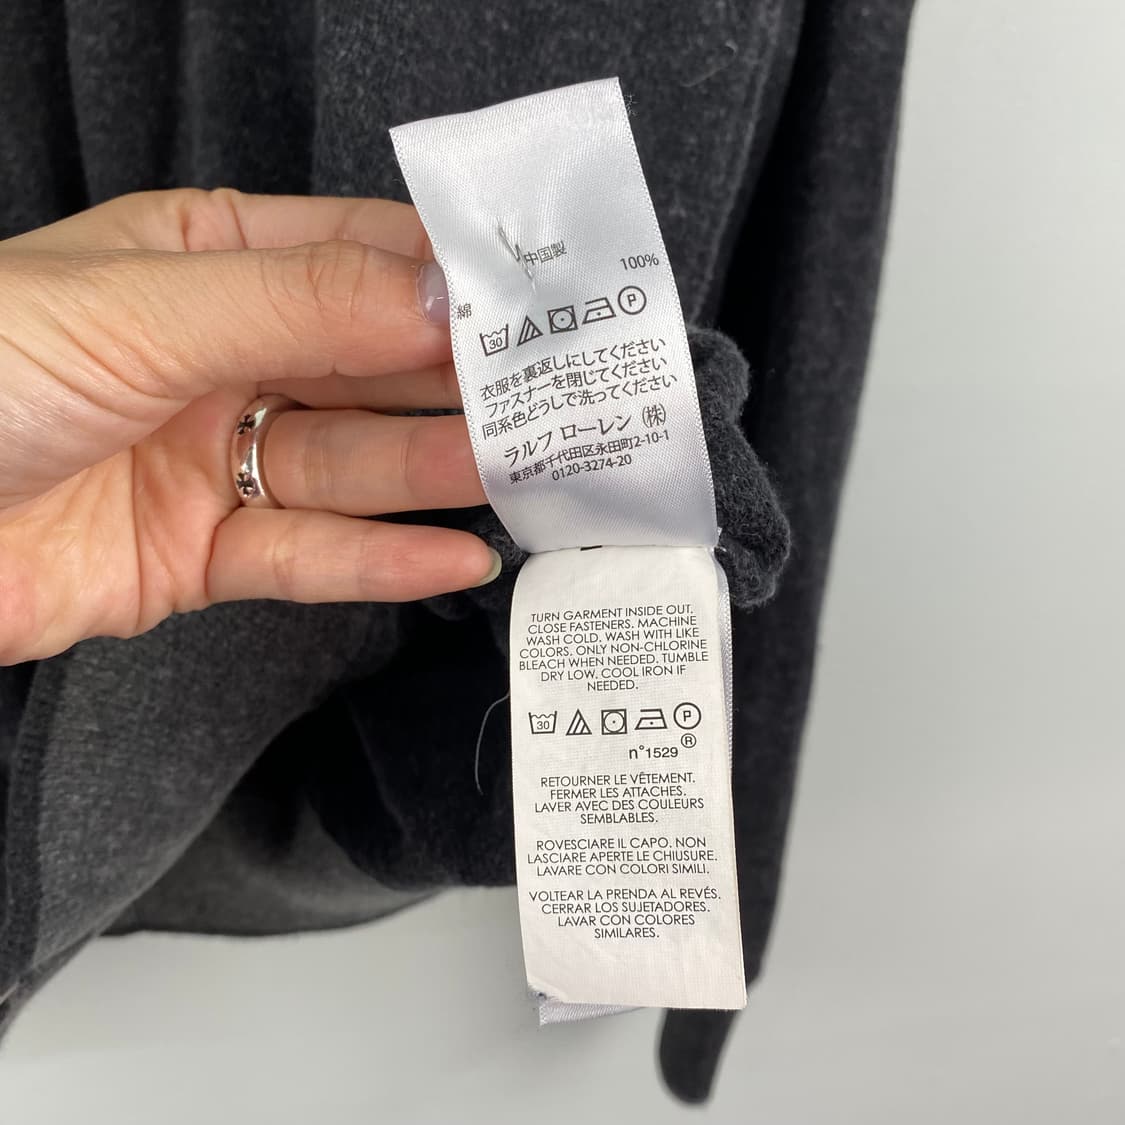 中国製
綿 100%
30 P
衣服を裏返しにしてください
ファスナーを閉じてください
同系色どうしで洗ってください
ラルフ ローレン (株)
東京都千代田区永田町2-10-1
0120-3274-20
TURN GARMENT INSIDE OUT.
CLOSE FASTENERS. MACHINE
WASH COLD. WASH WITH LIKE
COLORS. ONLY NON-CHLORINE
BLEACH WHEN NEEDED. TUMBLE
DRY LOW. COOL IRON IF
NEEDED.
30 P
n°1529 ®
RETOURNER LE VÊTEMENT.
FERMER LES ATTACHES.
LAVER AVEC DES COULEURS
SEMBLABLES.
ROVESCIARE IL CAPO. NON
LASCIARE APERTE LE CHIUSURE.
LAVARE CON COLORI SIMILI.
VOLTEAR LA PRENDA AL REVÉS.
CERRAR LOS SUJETADORES.
LAVAR CON COLORES
SIMILARES.